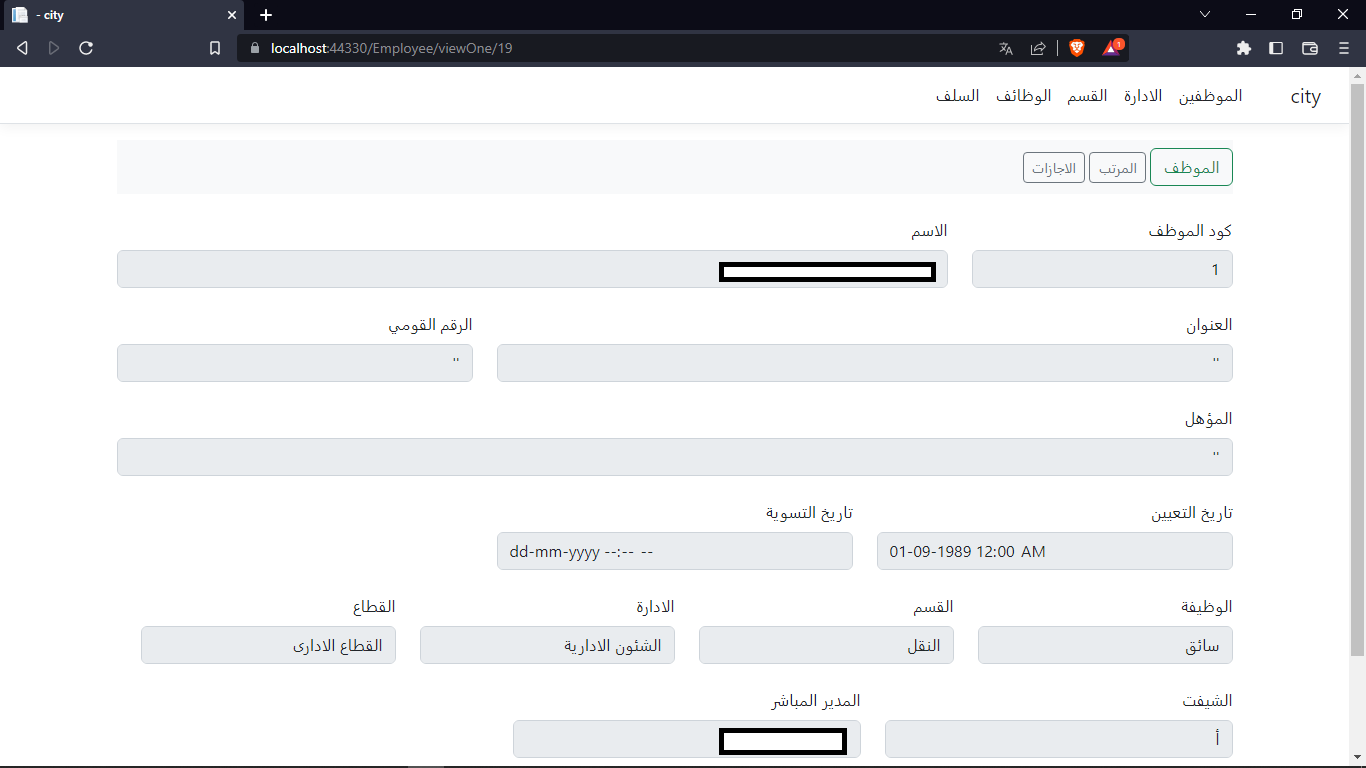 - city
localhost:44330/Employee/viewOne/19
1
city الموظفين الادارة القسم الوظائف السلف
الموظف المرتب الاجازات
كود الموظف الاسم
1
العنوان الرقم القومي
'' ''
المؤهل
''
تاريخ التعيين تاريخ التسوية
01-09-1989 12:00 AM dd-mm-yyyy --:-- --
الوظيفة القسم الادارة القطاع
سائق النقل الشئون الادارية القطاع الادارى
الشيفت المدير المباشر
أ